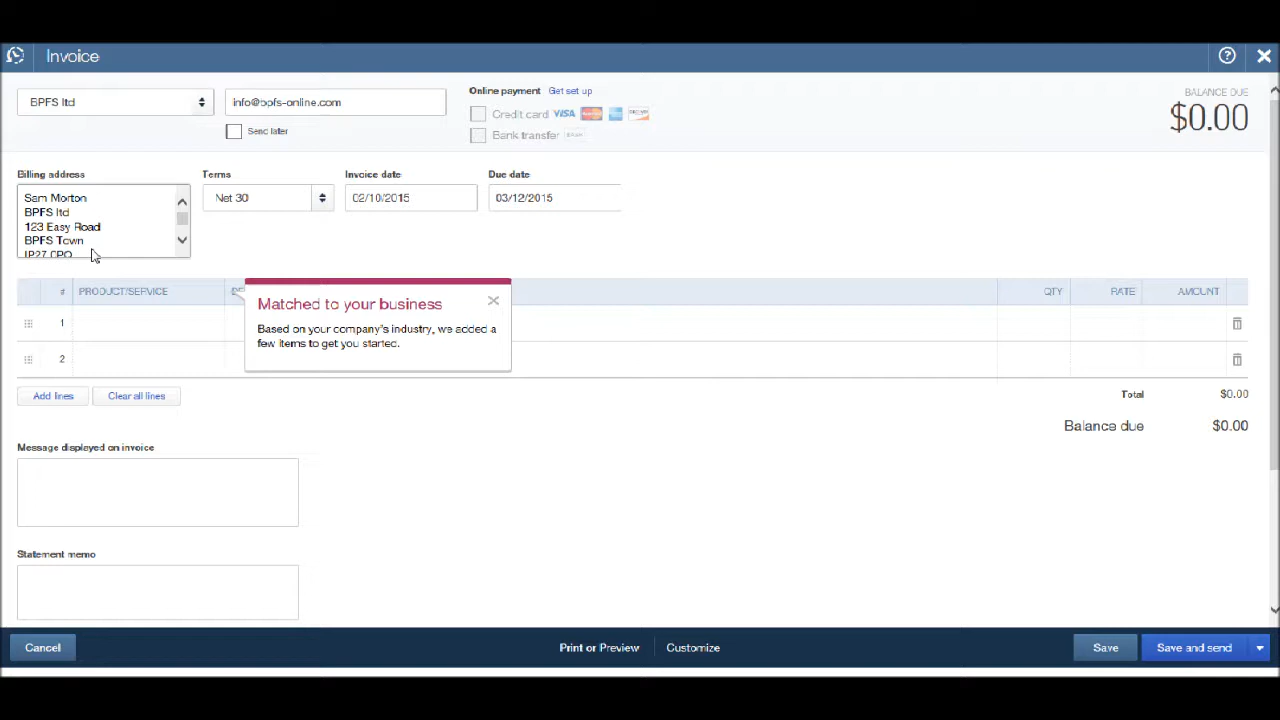 Invoice
BPFS ltd
info@bpfs-online.com
Send later
Online payment Get set up
Credit card VISA
Bank transfer
BALANCE DUE
$0.00
Billing address
Sam Morton
BPFS ltd
123 Easy Road
BPFS Town
IP27 0PO
Terms
Net 30
Invoice date
02/10/2015
Due date
03/12/2015
# PRODUCT/SERVICE QTY RATE AMOUNT
Matched to your business
Based on your company's industry, we added a
few items to get you started.
1
2
Add lines Clear all lines
Total $0.00
Balance due $0.00
Message displayed on invoice
Statement memo
Cancel Print or Preview Customize Save Save and send